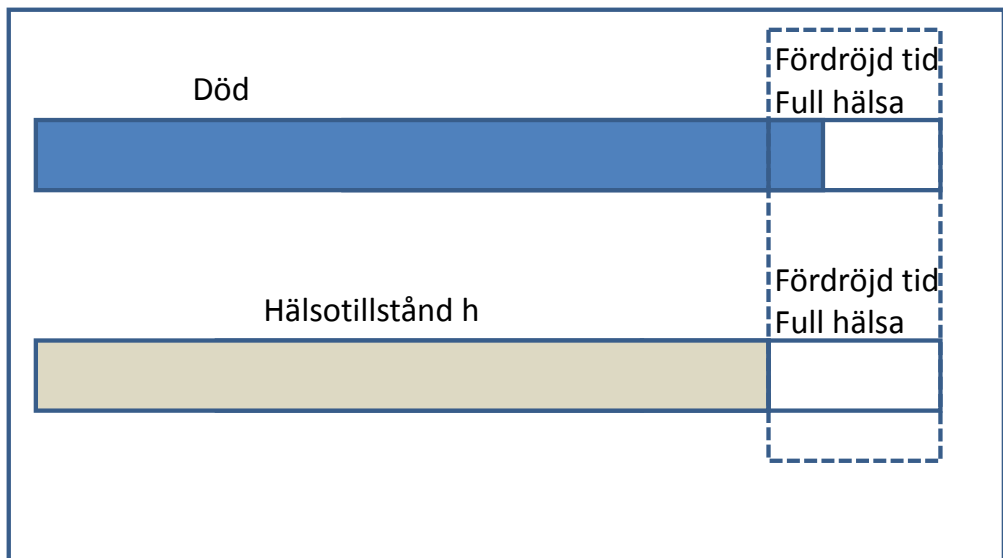 Fördröjd tid
Full hälsa
Död
Fördröjd tid
Full hälsa
Hälsotillstånd h